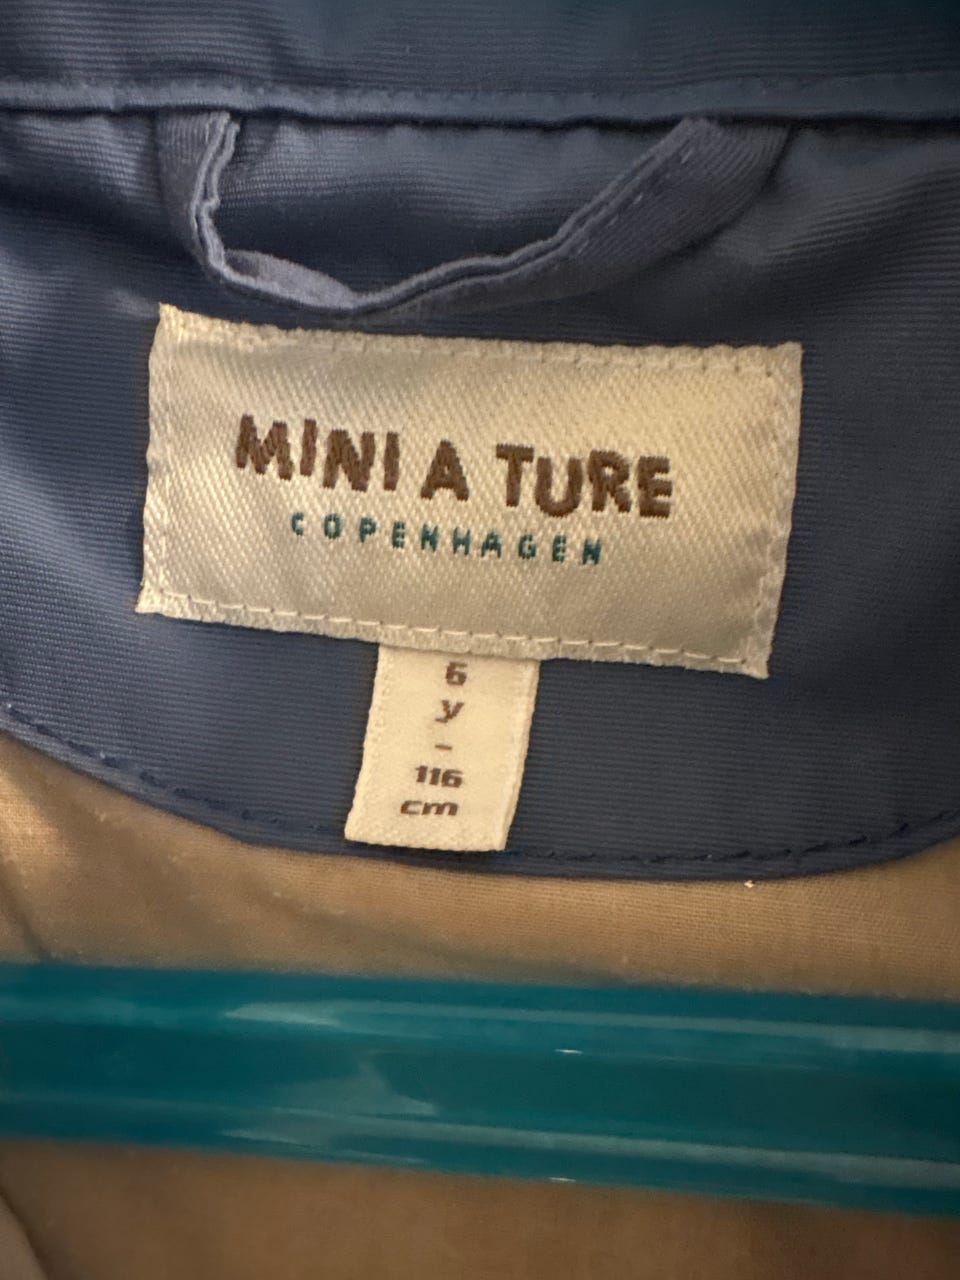 MINI A TURE
COPENHAGEN
6
y
-
116
cm